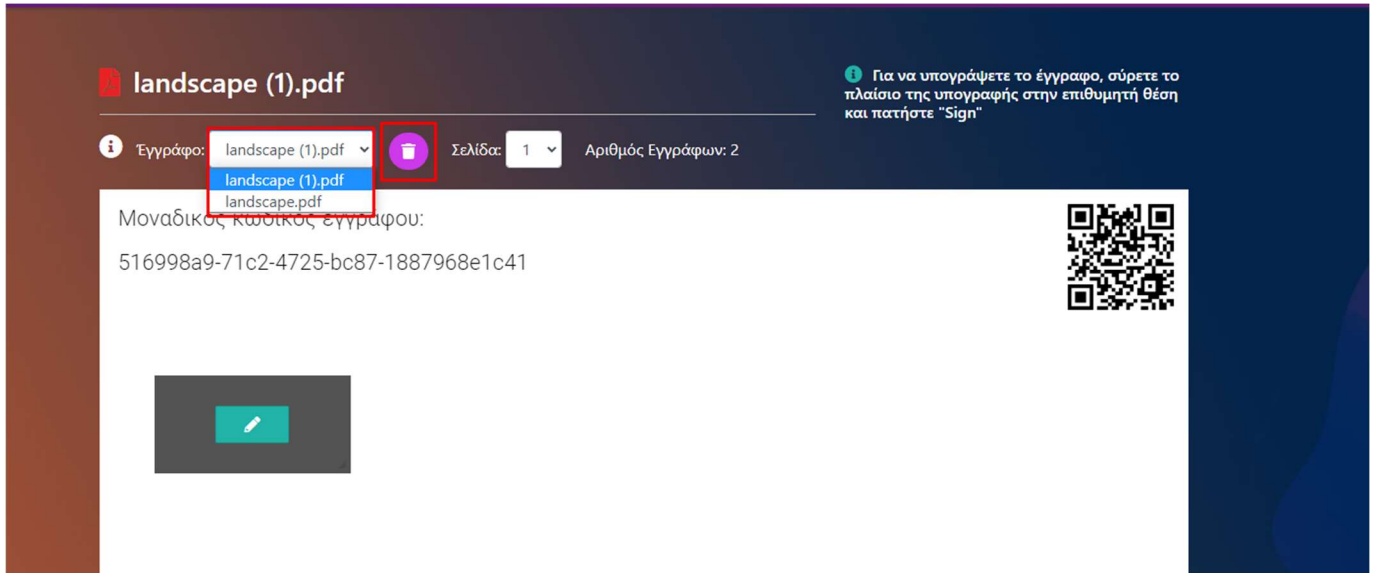 landscape (1).pdf
Για να υπογράψετε το έγγραφο, σύρετε το
πλαίσιο της υπογραφής στην επιθυμητή θέση
και πατήστε "Sign"
Έγγράφο: landscape (1).pdf Σελίδα: 1 Αριθμός Εγγράφων: 2
landscape (1).pdf
landscape.pdf
Μοναδικός κωδικός εγγράφου:
516998a9-71c2-4725-bc87-1887968e1c41